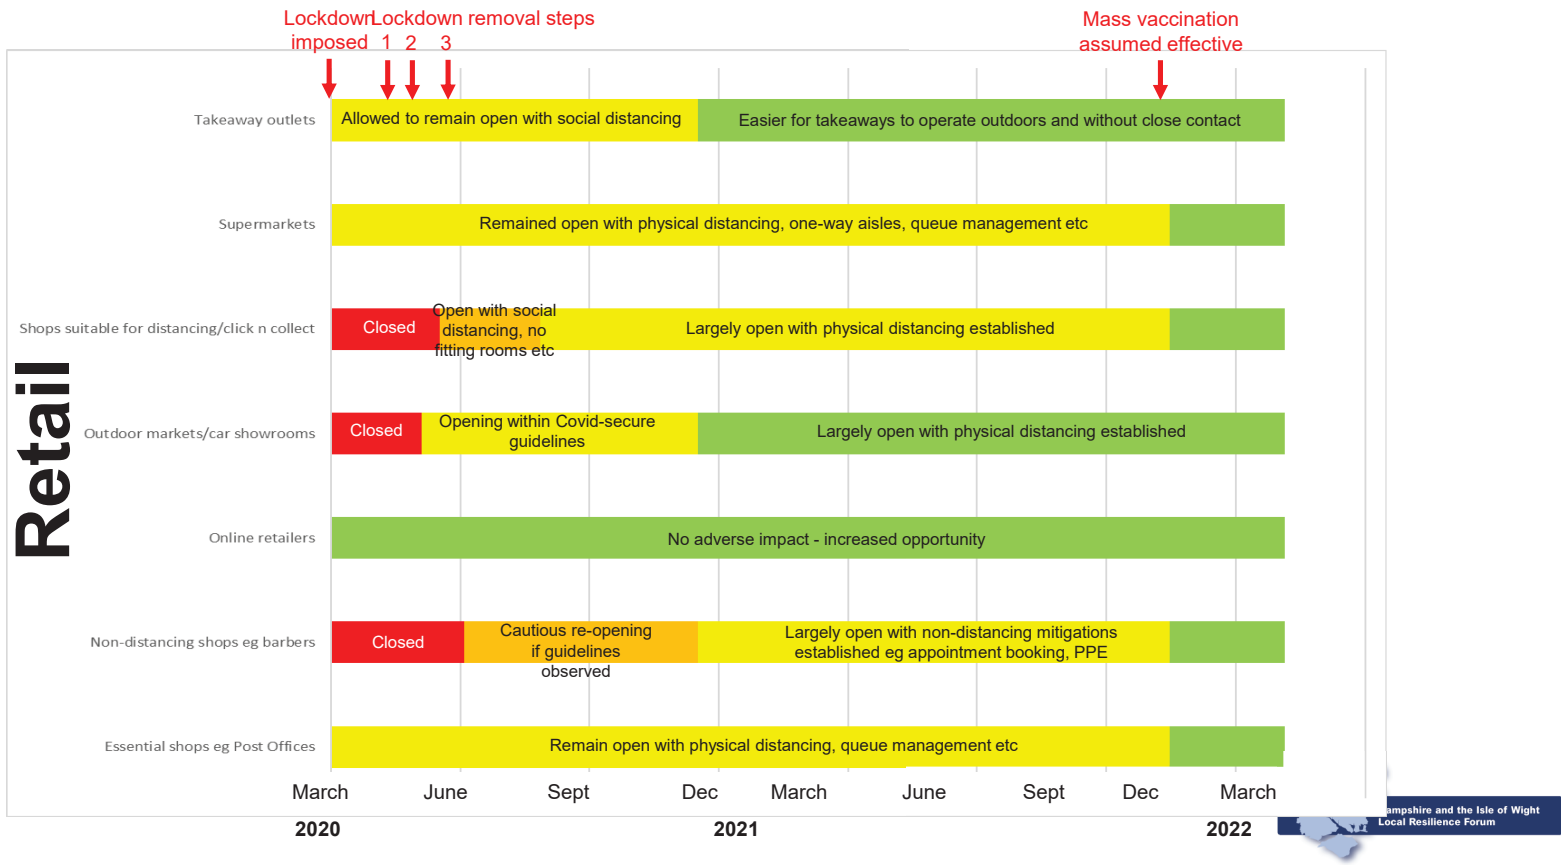 Lockdown
imposed
Lockdown removal steps
1 2 3
Mass vaccination
assumed effective
Retail
Takeaway outlets
Allowed to remain open with social distancing
Easier for takeaways to operate outdoors and without close contact
Supermarkets
Remained open with physical distancing, one-way aisles, queue management etc
Shops suitable for distancing/click n collect
Closed
Open with social
distancing, no
fitting rooms etc
Largely open with physical distancing established
Outdoor markets/car showrooms
Closed
Opening within Covid-secure
guidelines
Largely open with physical distancing established
Online retailers
No adverse impact - increased opportunity
Non-distancing shops eg barbers
Closed
Cautious re-opening
if guidelines
observed
Largely open with non-distancing mitigations
established eg appointment booking, PPE
Essential shops eg Post Offices
Remain open with physical distancing, queue management etc
March June Sept Dec March June Sept Dec March
2020 2021 2022
ampshire and the Isle of Wight
Local Resilience Forum